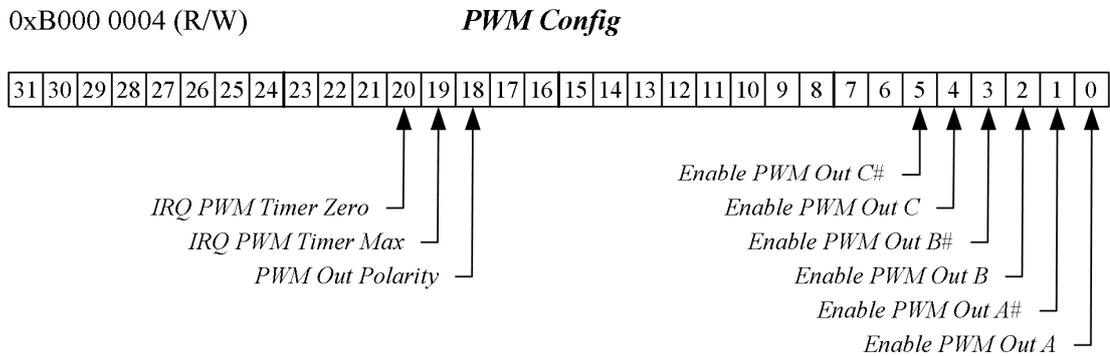 0xB000 0004 (R/W) PWM Config
31 30 29 28 27 26 25 24 23 22 21 20 19 18 17 16 15 14 13 12 11 10 9 8 7 6 5 4 3 2 1 0
Enable PWM Out C#
IRQ PWM Timer Zero Enable PWM Out C
IRQ PWM Timer Max Enable PWM Out B#
PWM Out Polarity Enable PWM Out B
Enable PWM Out A#
Enable PWM Out A